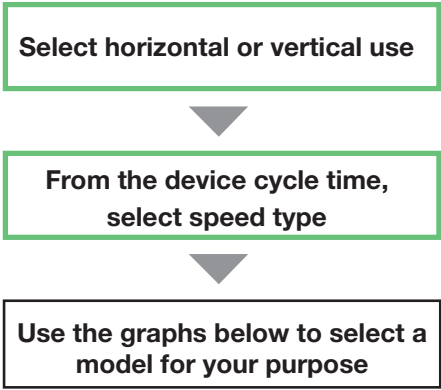 Select horizontal or vertical use
From the device cycle time,
select speed type
Use the graphs below to select a
model for your purpose